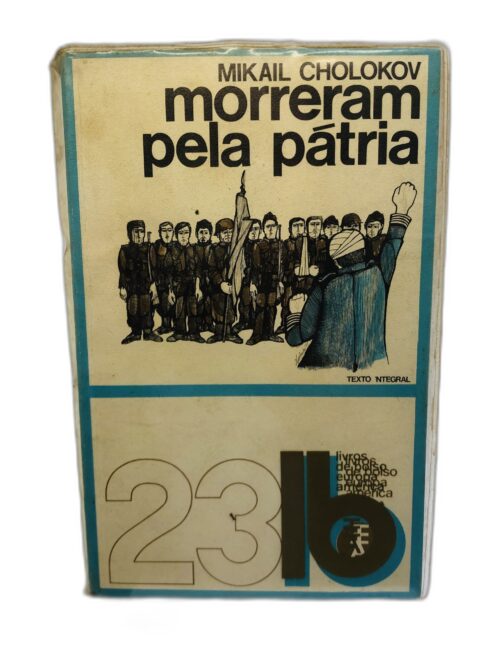 MIKAIL CHOLOKOV
morreram
pela pátria
TEXTO INTEGRAL
23 lb
livros
de bolso
europa
américa